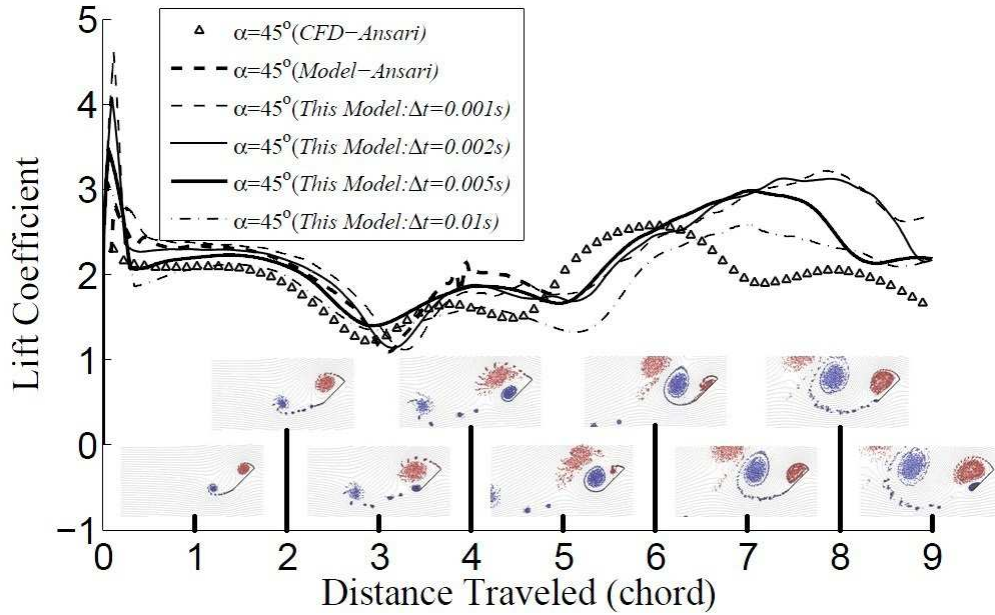 5
4
3
2
1
0
−1
Lift Coefficient
α=45°(CFD−Ansari)
α=45°(Model−Ansari)
α=45°(This Model:Δt=0.001s)
α=45°(This Model:Δt=0.002s)
α=45°(This Model:Δt=0.005s)
α=45°(This Model:Δt=0.01s)
0 1 2 3 4 5 6 7 8 9
Distance Traveled (chord)